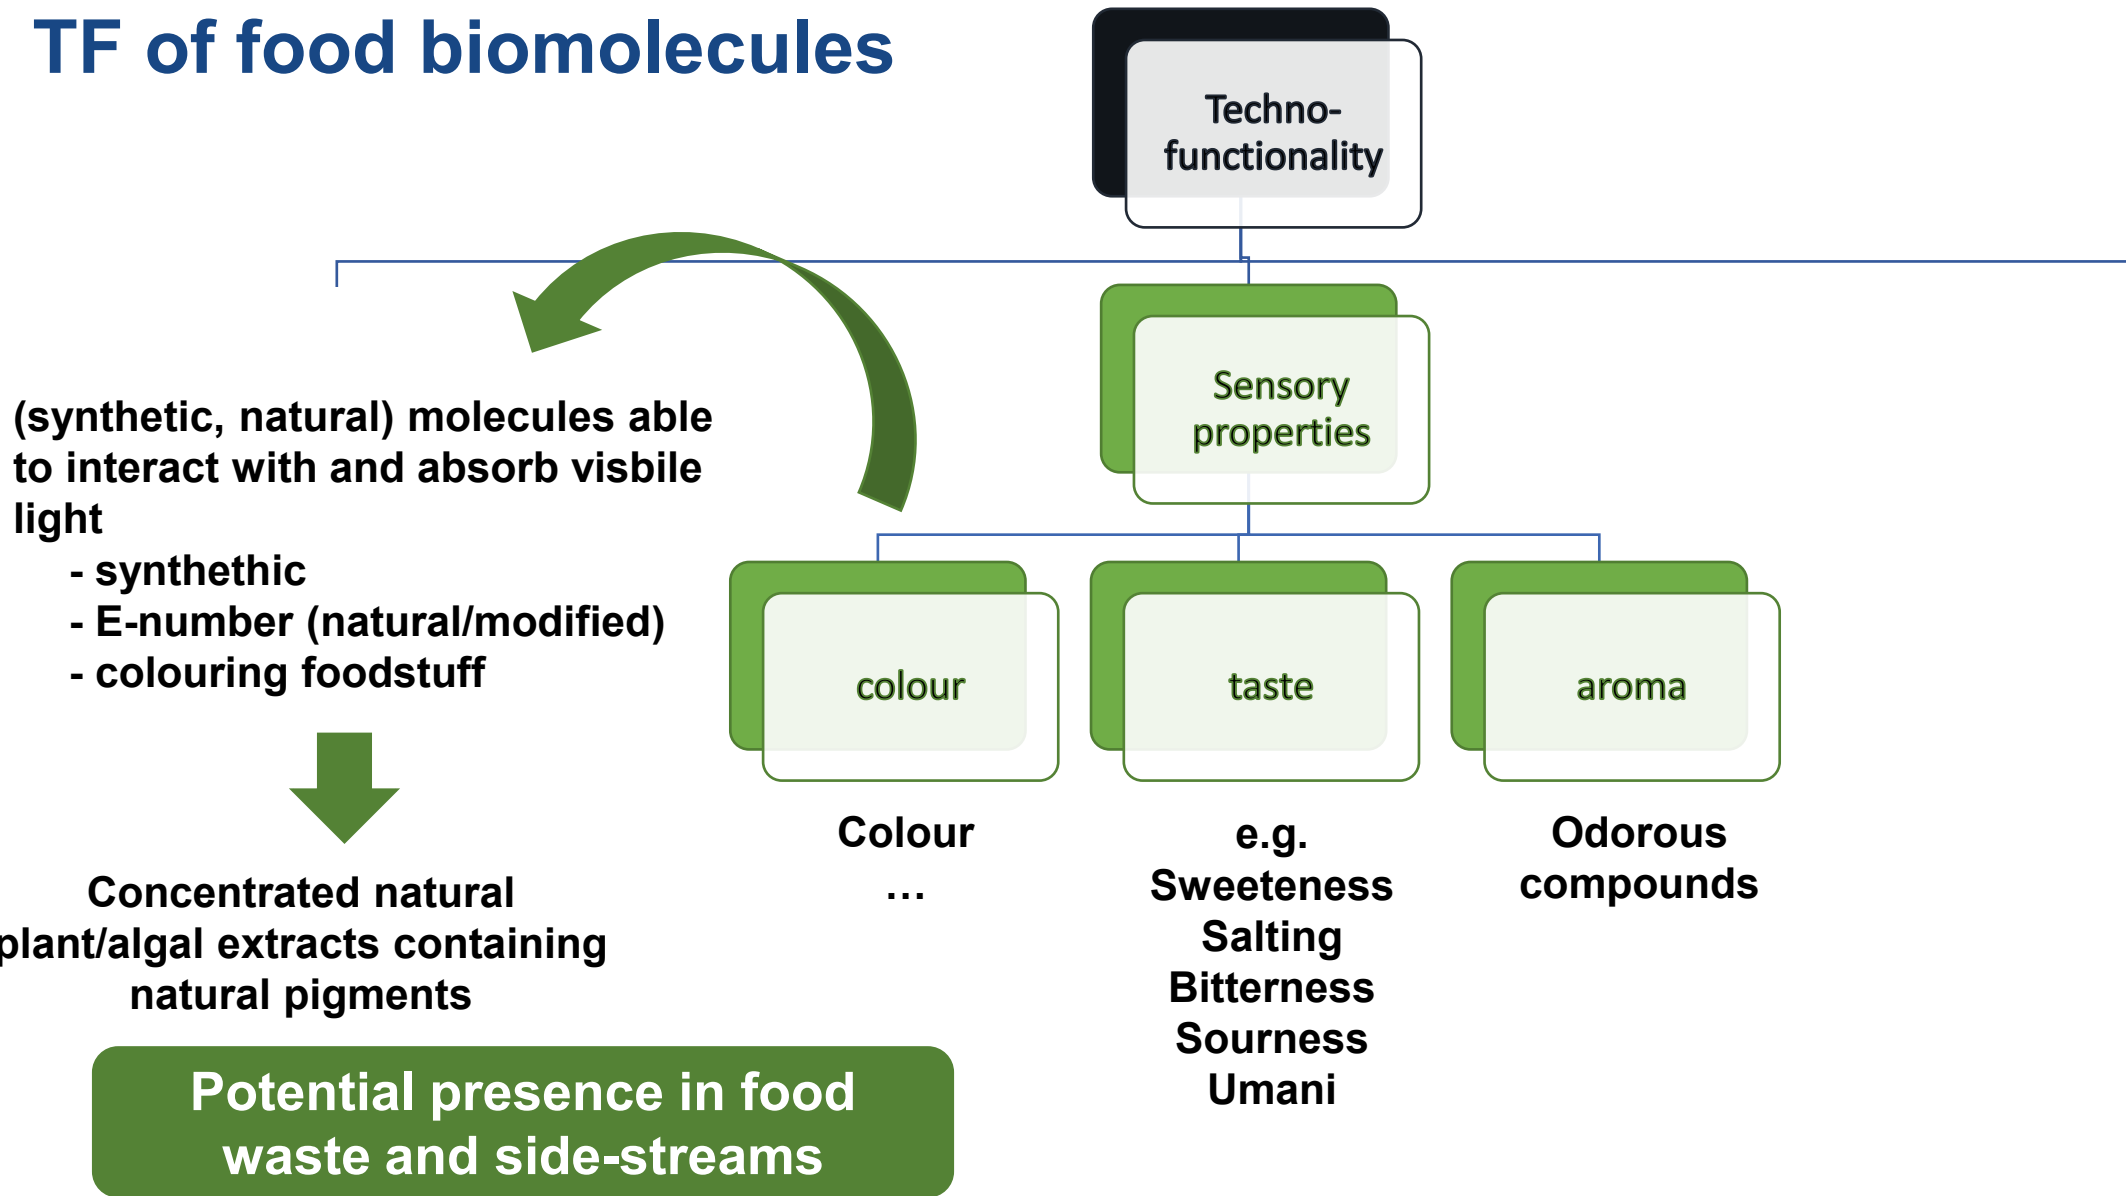 TF of food biomolecules
Techno-
functionality
Sensory
properties
(synthetic, natural) molecules able
to interact with and absorb visbile
light
- synthethic
- E-number (natural/modified)
- colouring foodstuff
Concentrated natural
plant/algal extracts containing
natural pigments
Potential presence in food
waste and side-streams
colour
Colour
…
taste
e.g.
Sweeteness
Salting
Bitterness
Sourness
Umani
aroma
Odorous
compounds